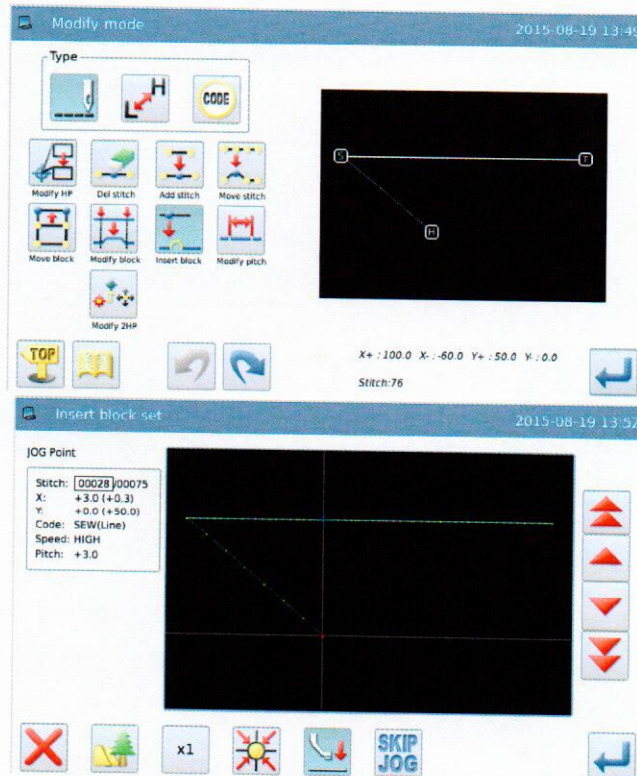 Modify mode
2015-08-19 13:49
Type
H
L
CODE
S
T
H
Modify HP
Del stitch
Add stitch
Move stitch
Move block
Modify block
Insert block
Modify pitch
Modify 2HP
TOP
X+ :100.0 X- :-60.0 Y+ :50.0 Y- :0.0
Stitch:76
Insert block set
2015-08-19 13:52
JOG Point
Stitch: 00028/00075
X: +3.0 (+0.3)
Y: +0.0 (+50.0)
Code: SEW(Line)
Speed: HIGH
Pitch: +3.0
x1
SKIP
JOG